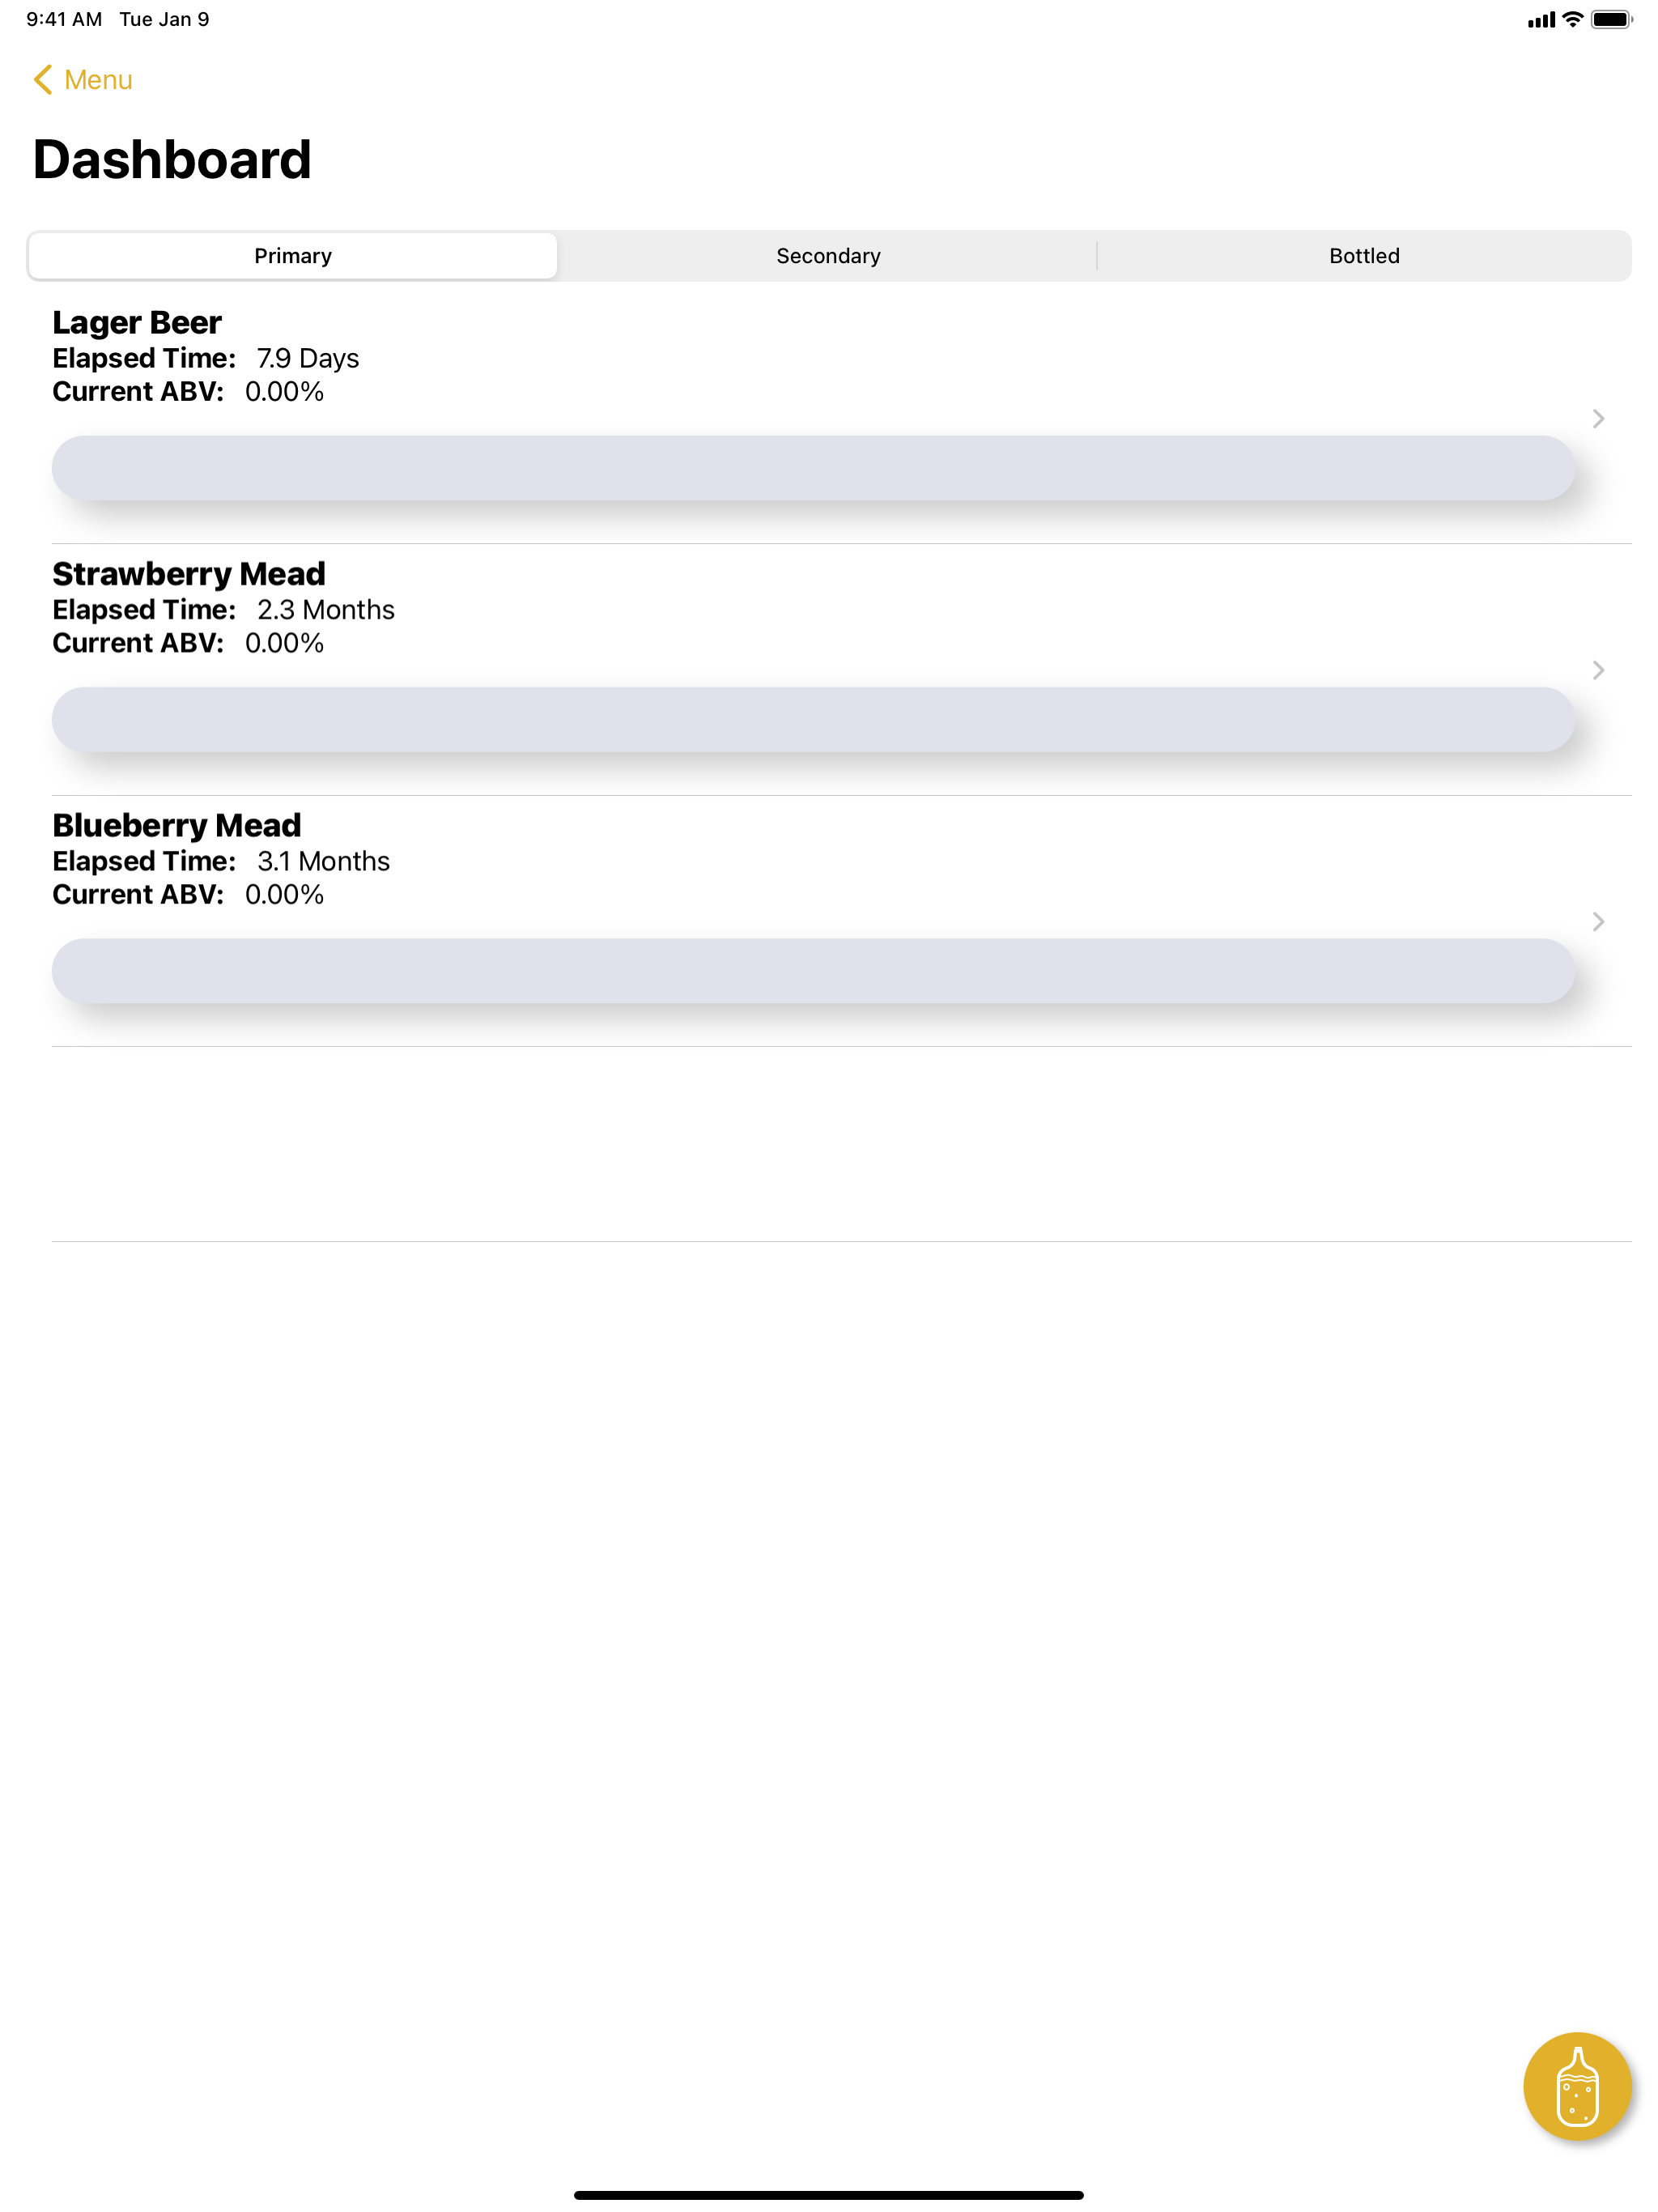 9:41 AM Tue Jan 9
Menu
Dashboard
Primary Secondary Bottled
Lager Beer
Elapsed Time: 7.9 Days
Current ABV: 0.00%
Strawberry Mead
Elapsed Time: 2.3 Months
Current ABV: 0.00%
Blueberry Mead
Elapsed Time: 3.1 Months
Current ABV: 0.00%